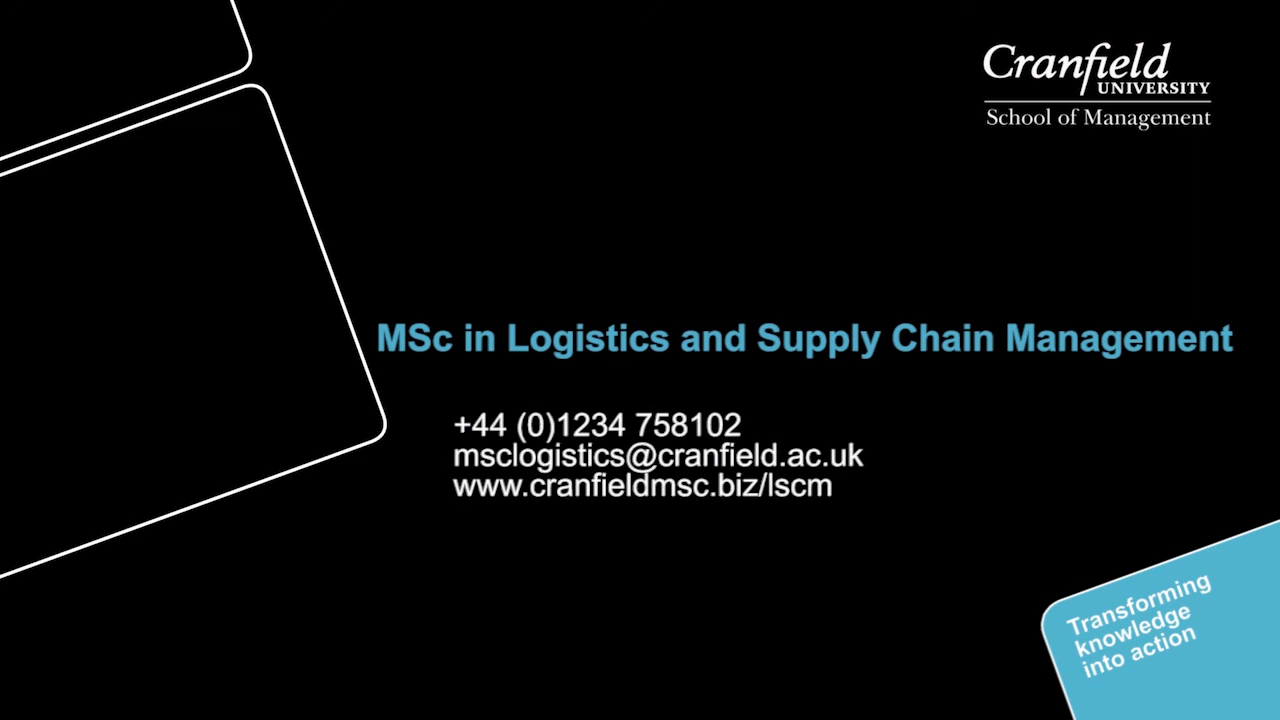 Cranfield
UNIVERSITY
School of Management
MSc in Logistics and Supply Chain Management
+44 (0)1234 758102
msclogistics@cranfield.ac.uk
www.cranfieldmsc.biz/lscm
Transforming
knowledge
into action